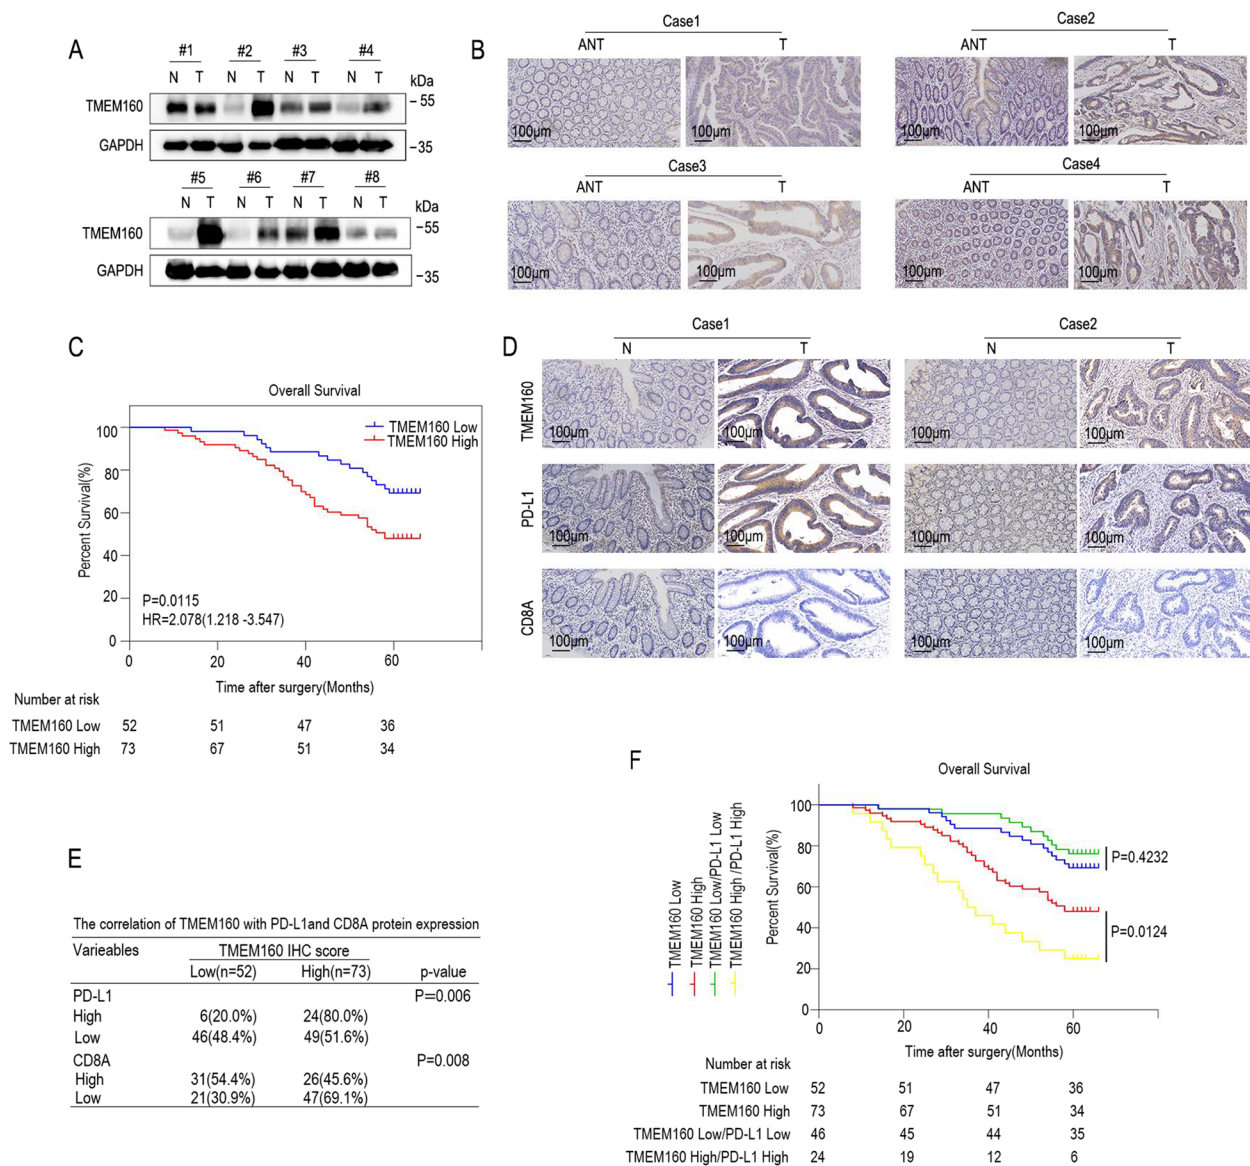 A
#1 #2 #3 #4
N T N T N T N T
kDa
TMEM160
- 55
GAPDH
-35
#5 #6 #7 #8
N T N T N T N T
kDa
TMEM160
-55
GAPDH
-35
B
Case1
ANT T
100μm 100μm
Case2
ANT T
100μm 100μm
Case3
ANT T
100μm 100μm
Case4
ANT T
100μm 100μm
C
Overall Survival
TMEM160 Low
TMEM160 High
Percent Survival(%)
100
80
60
40
20
0
P=0.0115
HR=2.078(1.218 -3.547)
0 20 40 60
Time after surgery(Months)
Number at risk
TMEM160 Low 52 51 47 36
TMEM160 High 73 67 51 34
D
Case1 Case2
N T N T
TMEM160
100μm 100μm 100μm 100μm
PD-L1
100μm 100μm 100μm 100μm
CD8A
100μm 100μm 100μm 100μm
E
The correlation of TMEM160 with PD-L1and CD8A protein expression
Varieables TMEM160 IHC score
Low(n=52) High(n=73) p-value
PD-L1 P=0.006
High 6(20.0%) 24(80.0%)
Low 46(48.4%) 49(51.6%)
CD8A P=0.008
High 31(54.4%) 26(45.6%)
Low 21(30.9%) 47(69.1%)
F
Overall Survival
TMEM160 Low
TMEM160 High
TMEM160 Low/PD-L1 Low
TMEM160 High /PD-L1 High
Percent Survival(%)
100
80
60
40
20
0
P=0.4232
P=0.0124
0 20 40 60
Time after surgery(Months)
Number at risk
TMEM160 Low 52 51 47 36
TMEM160 High 73 67 51 34
TMEM160 Low/PD-L1 Low 46 45 44 35
TMEM160 High/PD-L1 High 24 19 12 6